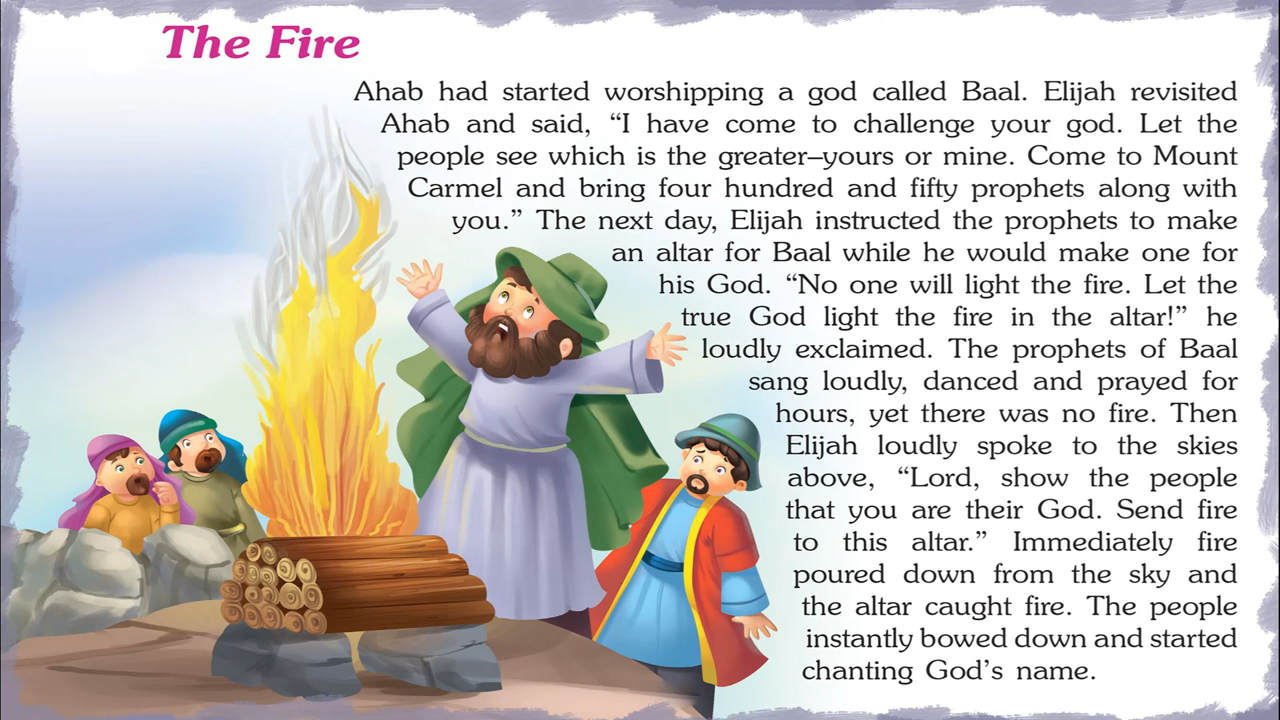 The Fire
Ahab had started worshipping a god called Baal. Elijah revisited
Ahab and said, “I have come to challenge your god. Let the
people see which is the greater–yours or mine. Come to Mount
Carmel and bring four hundred and fifty prophets along with
you.” The next day, Elijah instructed the prophets to make
an altar for Baal while he would make one for
his God. “No one will light the fire. Let the
true God light the fire in the altar!” he
loudly exclaimed. The prophets of Baal
sang loudly, danced and prayed for
hours, yet there was no fire. Then
Elijah loudly spoke to the skies
above, “Lord, show the people
that you are their God. Send fire
to this altar.” Immediately fire
poured down from the sky and
the altar caught fire. The people
instantly bowed down and started
chanting God’s name.